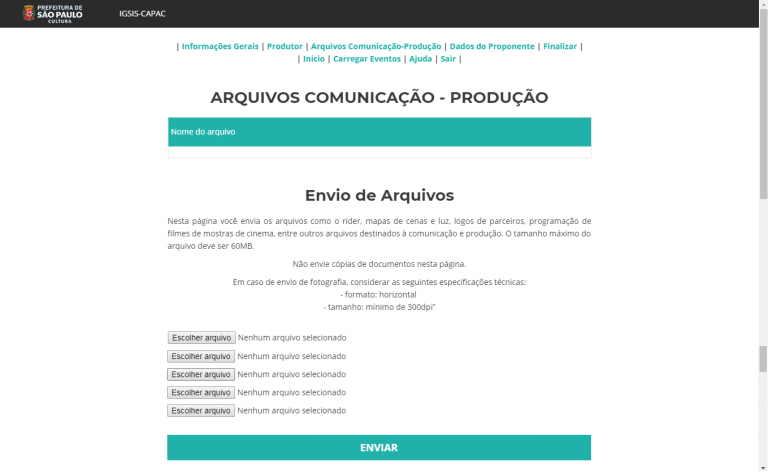 PREFEITURA DE
SÃO PAULO
CULTURA
IGSIS-CAPAC
| Informações Gerais | Produtor | Arquivos Comunicação-Produção | Dados do Proponente | Finalizar |
| Início | Carregar Eventos | Ajuda | Sair |
ARQUIVOS COMUNICAÇÃO - PRODUÇÃO
Nome do arquivo
Envio de Arquivos
Nesta página você envia os arquivos como o rider, mapas de cenas e luz, logos de parceiros, programação de
filmes de mostras de cinema, entre outros arquivos destinados à comunicação e produção. O tamanho máximo do
arquivo deve ser 60MB.
Não envie cópias de documentos nesta página.
Em caso de envio de fotografia, considerar as seguintes especificações técnicas:
- formato: horizontal
- tamanho: mínimo de 300dpi"
Escolher arquivo Nenhum arquivo selecionado
Escolher arquivo Nenhum arquivo selecionado
Escolher arquivo Nenhum arquivo selecionado
Escolher arquivo Nenhum arquivo selecionado
Escolher arquivo Nenhum arquivo selecionado
ENVIAR